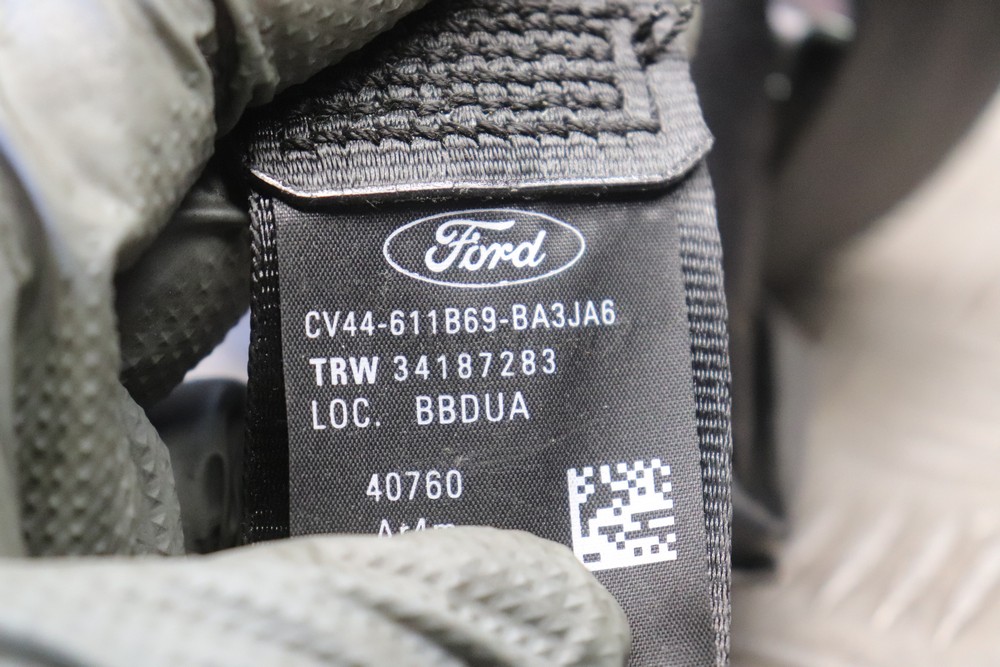 Ford
CV44-611B69-BA3JA6
TRW 34187283
LOC. BBDUA
40760